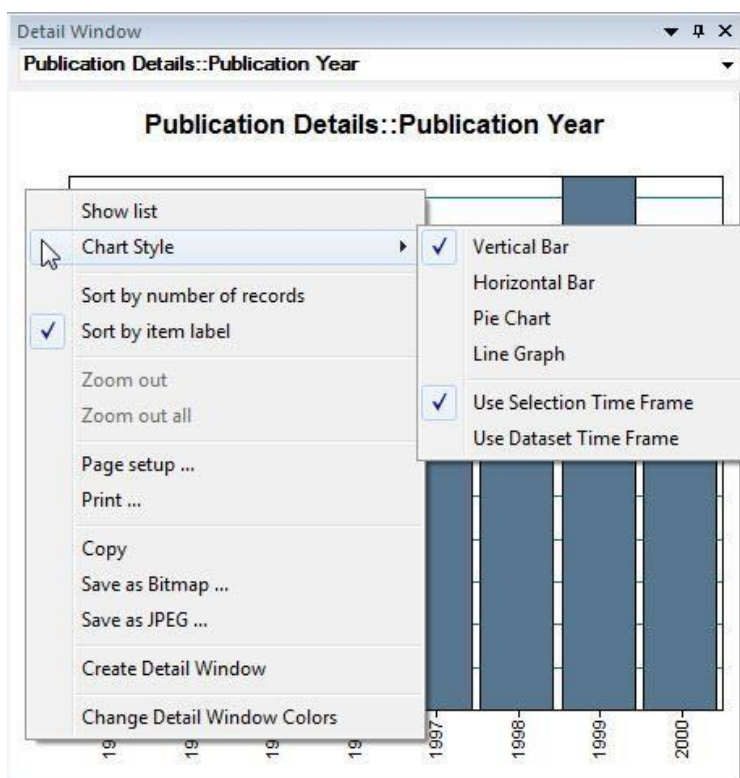 Detail Window
Publication Details::Publication Year
Publication Details::Publication Year
Show list
Chart Style
Sort by number of records
Sort by item label
Zoom out
Zoom out all
Page setup ...
Print ...
Copy
Save as Bitmap ...
Save as JPEG ...
Create Detail Window
Change Detail Window Colors
Vertical Bar
Horizontal Bar
Pie Chart
Line Graph
Use Selection Time Frame
Use Dataset Time Frame
1997
1998
1999
2000